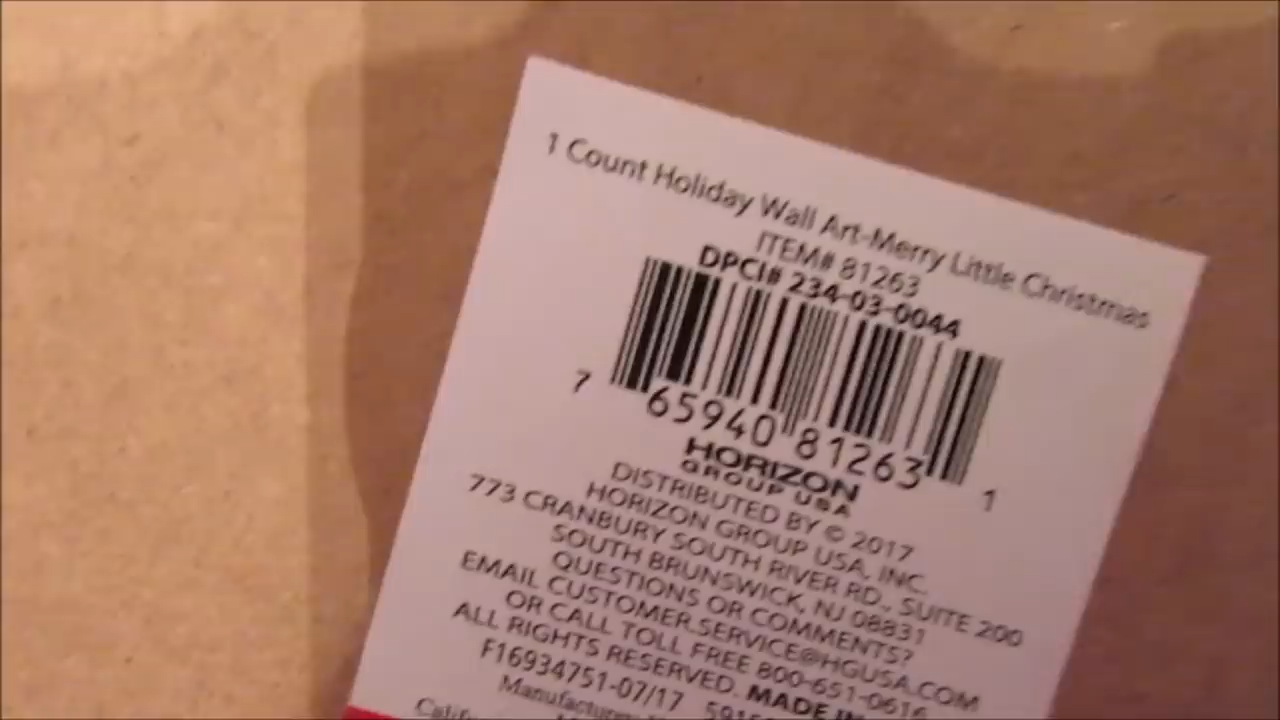 1 Count Holiday Wall Art-Merry Little Christmas
ITEM# 81263
DPCI# 234-03-0044
7 65940 81263 1
HORIZON
GROUP USA
DISTRIBUTED BY © 2017
HORIZON GROUP USA, INC.
773 CRANBURY SOUTH RIVER RD., SUITE 200
SOUTH BRUNSWICK, NJ 08831
QUESTIONS OR COMMENTS?
EMAIL CUSTOMER.SERVICE@HGUSA.COM
OR CALL TOLL FREE 800-651-0616
ALL RIGHTS RESERVED. MADE IN
F16934751-07/17